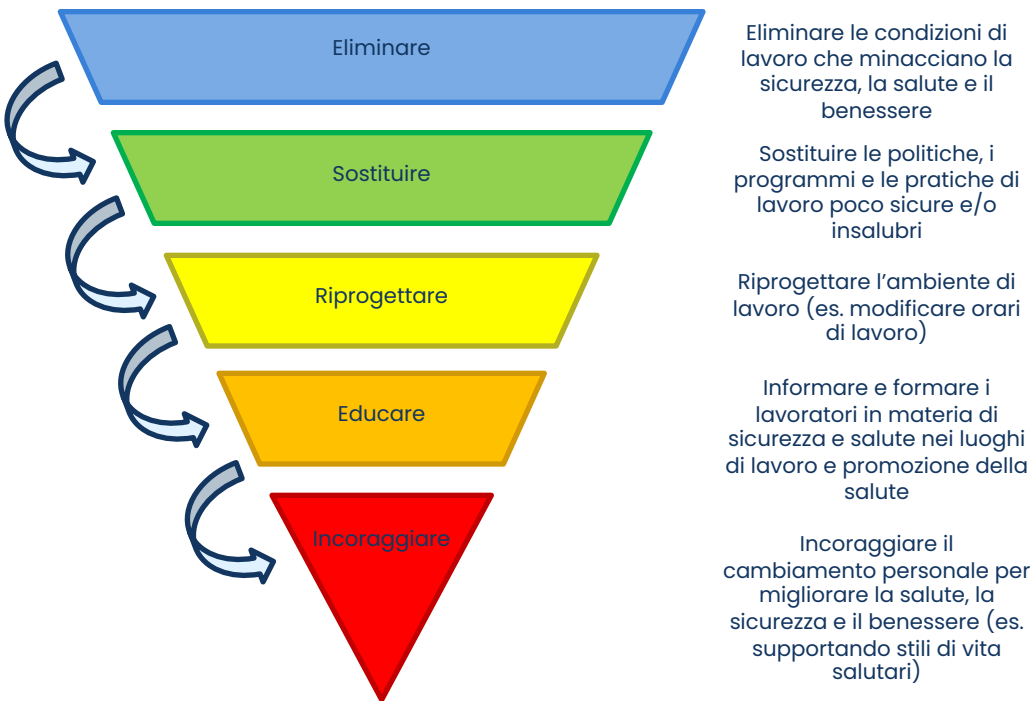 Eliminare
Eliminare le condizioni di
lavoro che minacciano la
sicurezza, la salute e il
benessere
Sostituire
Sostituire le politiche, i
programmi e le pratiche di
lavoro poco sicure e/o
insalubri
Riprogettare
Riprogettare l’ambiente di
lavoro (es. modificare orari
di lavoro)
Educare
Informare e formare i
lavoratori in materia di
sicurezza e salute nei luoghi
di lavoro e promozione della
salute
Incoraggiare
Incoraggiare il
cambiamento personale per
migliorare la salute, la
sicurezza e il benessere (es.
supportando stili di vita
salutari)